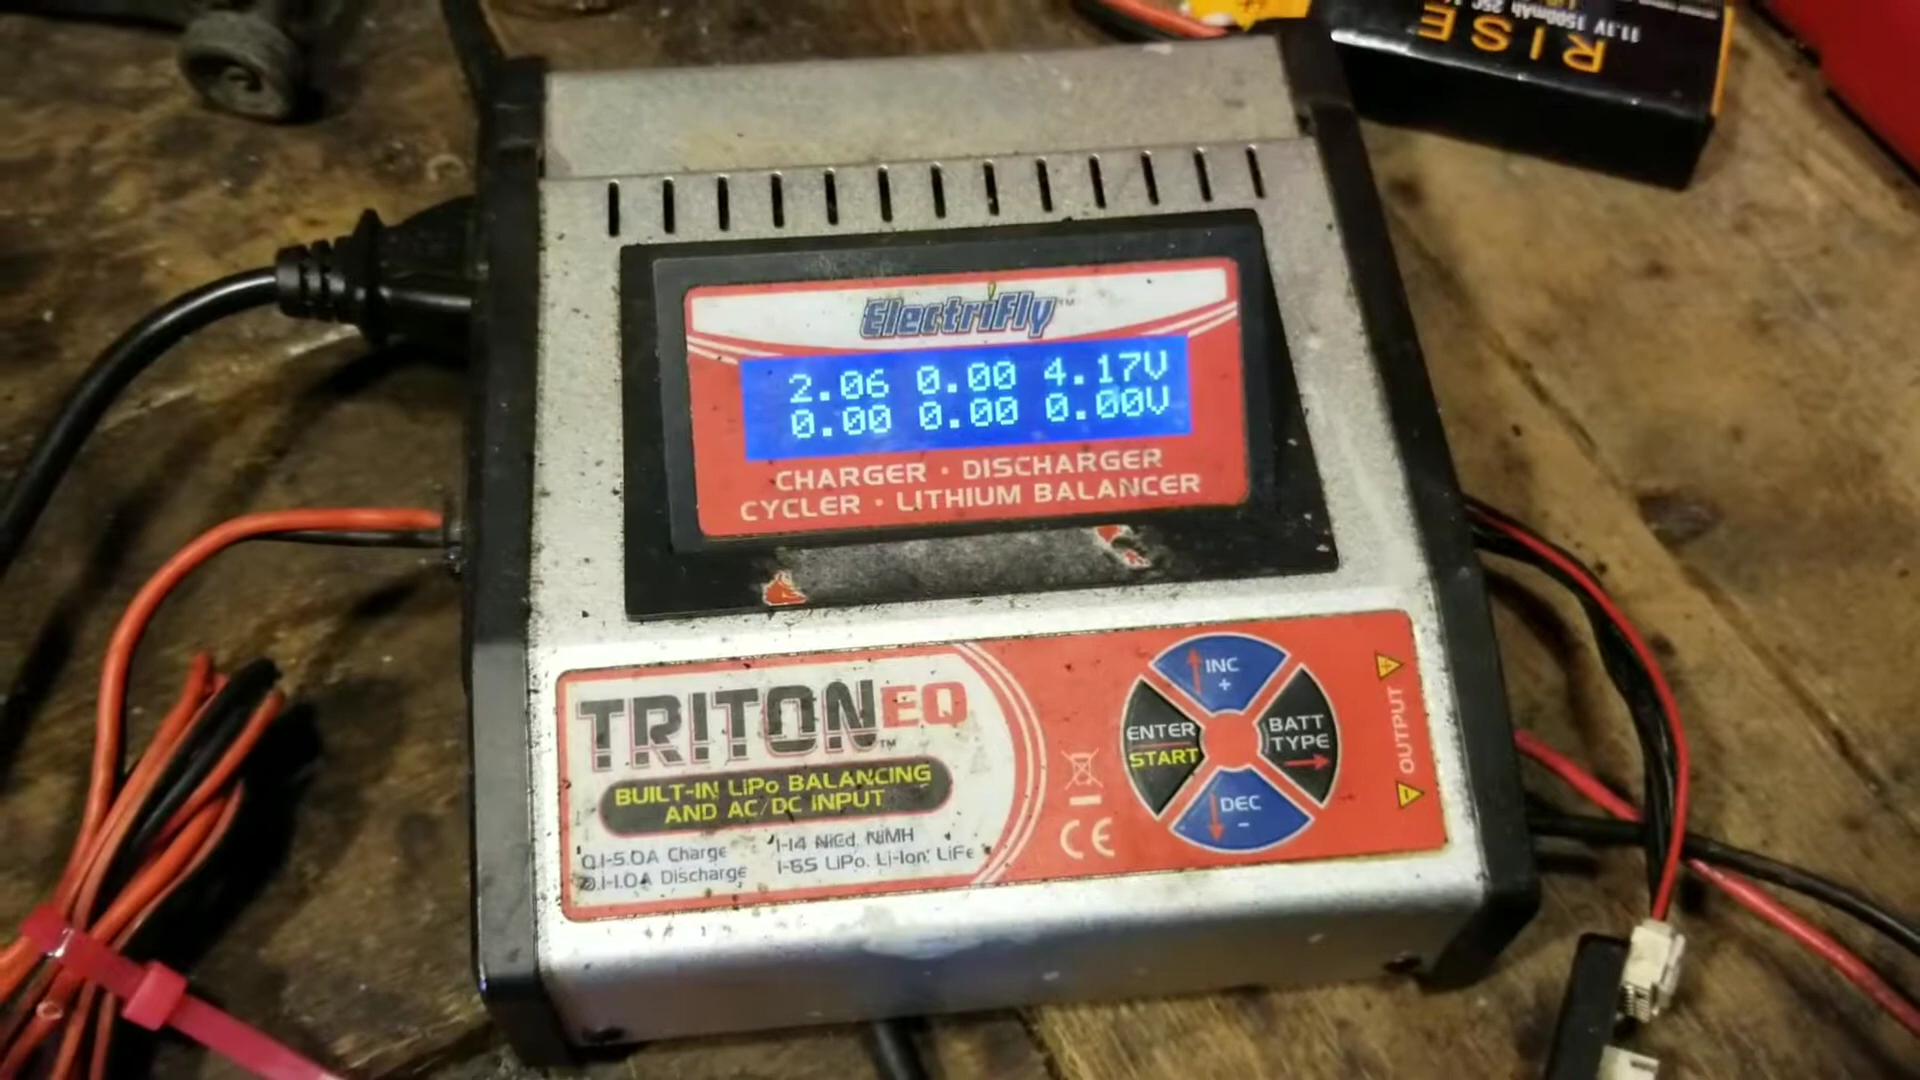 11.1V 1500mAh 25C
RISE
ElectriFly™
2.06 0.00 4.17V
0.00 0.00 0.00V
CHARGER · DISCHARGER
CYCLER · LITHIUM BALANCER
TRITON EQ™
BUILT-IN LiPo BALANCING
AND AC/DC INPUT
0.1-5.0A Charge
0.1-1.0A Discharge
1-14 NiCd, NiMH
1-6S LiPo, Li-Ion, LiFe
CE
INC
+
ENTER
START
BATT
TYPE
DEC
-
+
OUTPUT
-